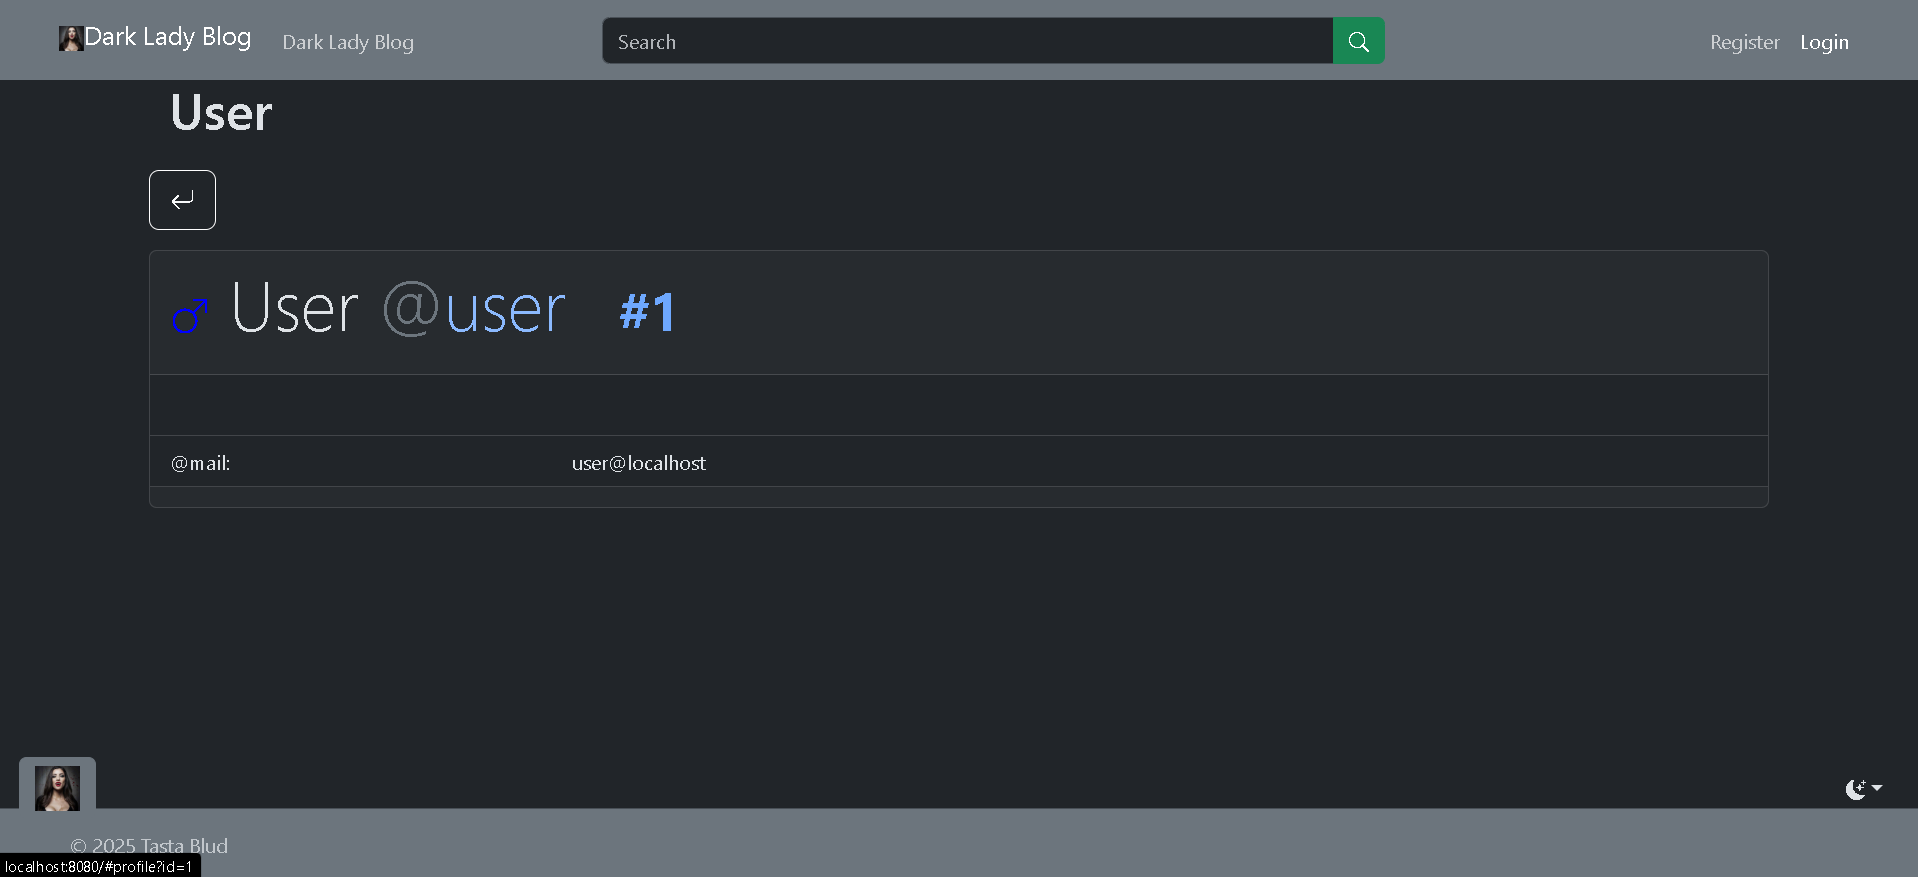 Dark Lady Blog Dark Lady Blog Search Register Login
User
User @user #1
@mail: user@localhost
© 2025 Tasta Blud
localhost:8080/#profile?id=1